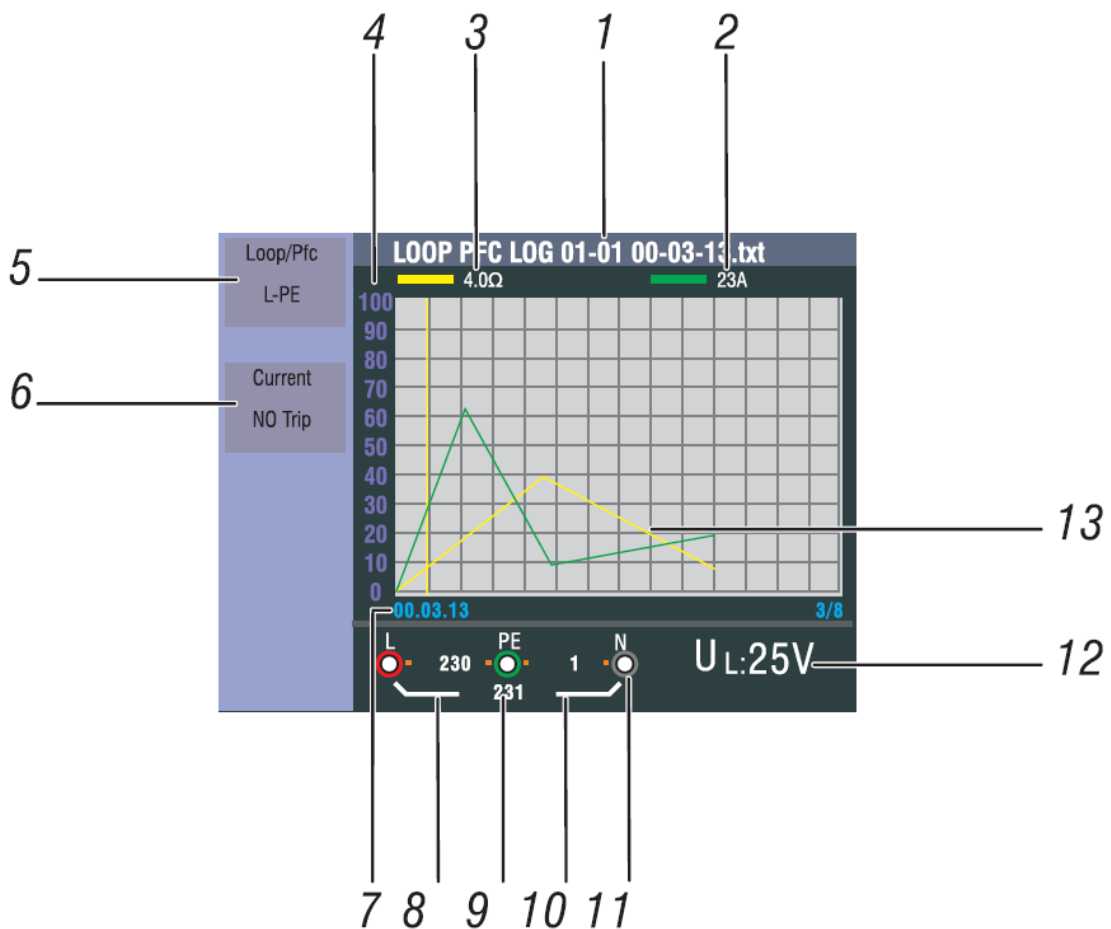 4 3 1 2
5
6
LOOP PFC LOG 01-01 00-03-13.txt
Loop/Pfc
L-PE
Current
NO Trip
4.0Ω 23A
100
90
80
70
60
50
40
30
20
10
0
13
00.03.13 3/8
L PE N
230 1
231
UL:25V
12
7 8 9 10 11